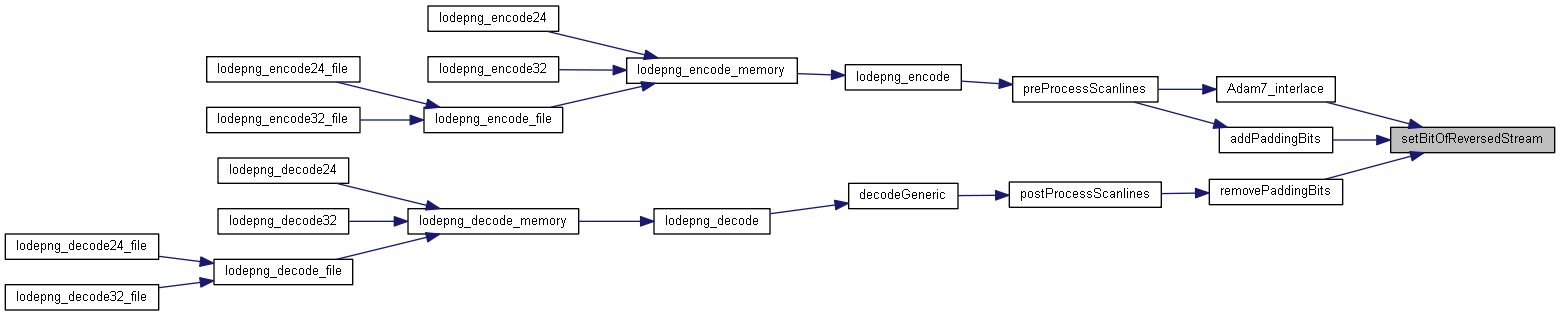 lodepng_encode24
lodepng_encode24_file
lodepng_encode32
lodepng_encode_memory
lodepng_encode
preProcessScanlines
Adam7_interlace
lodepng_encode32_file
lodepng_encode_file
addPaddingBits
setBitOfReversedStream
lodepng_decode24
decodeGeneric
postProcessScanlines
removePaddingBits
lodepng_decode32
lodepng_decode_memory
lodepng_decode
lodepng_decode24_file
lodepng_decode_file
lodepng_decode32_file